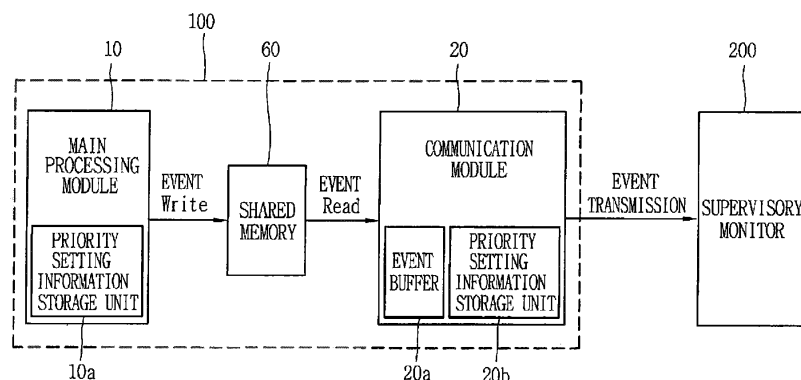 100
10
60
20
200
MAIN
PROCESSING
MODULE
EVENT
Write
SHARED
MEMORY
EVENT
Read
COMMUNICATION
MODULE
EVENT
TRANSMISSION
SUPERVISORY
MONITOR
PRIORITY
SETTING
INFORMATION
STORAGE UNIT
EVENT
BUFFER
PRIORITY
SETTING
INFORMATION
STORAGE UNIT
10a
20a
20b